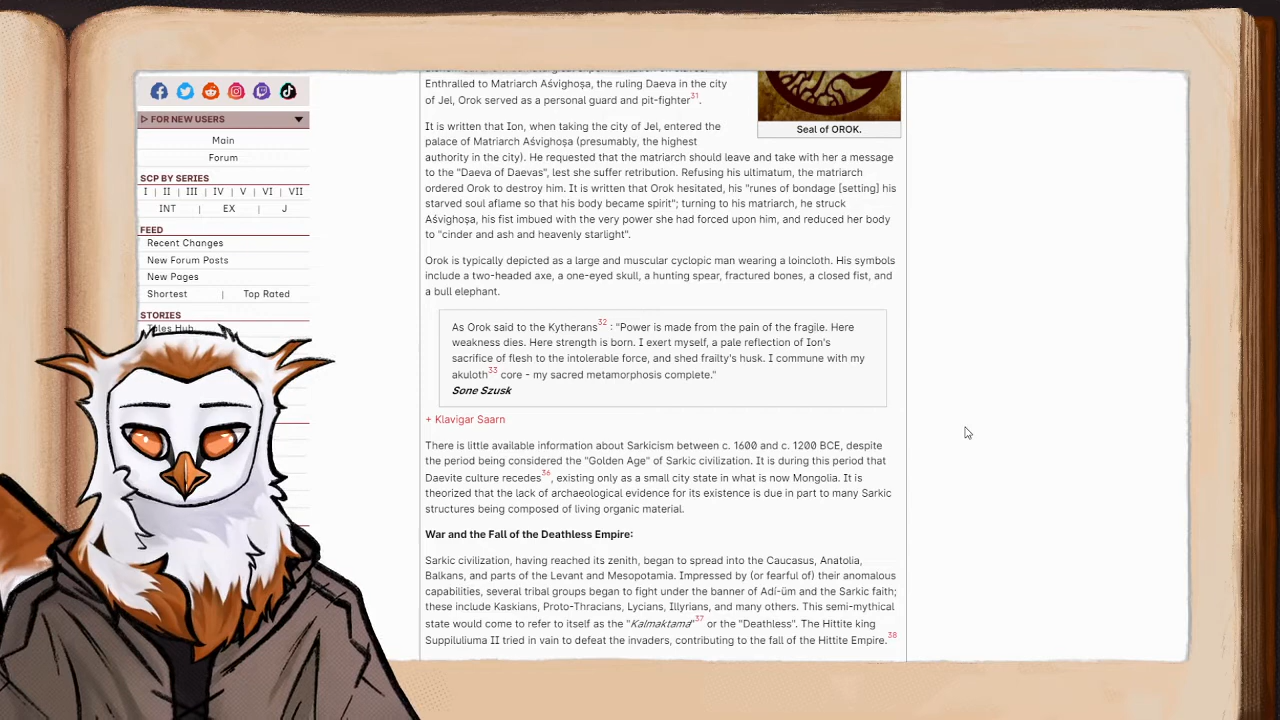 ▷ FOR NEW USERS
Main
Forum
SCP BY SERIES
I | II | III | IV | V | VI | VII
INT | EX | J
FEED
Recent Changes
New Forum Posts
New Pages
Shortest | Top Rated
STORIES
Tales Hub
Enthralled to Matriarch Aśvighoṣa, the ruling Daeva in the city
of Jel, Orok served as a personal guard and pit-fighter31.
Seal of OROK.
It is written that Ion, when taking the city of Jel, entered the
palace of Matriarch Aśvighoṣa (presumably, the highest
authority in the city). He requested that the matriarch should leave and take with her a message
to the "Daeva of Daevas", lest she suffer retribution. Refusing his ultimatum, the matriarch
ordered Orok to destroy him. It is written that Orok hesitated, his "runes of bondage [setting] his
starved soul aflame so that his body became spirit"; turning to his matriarch, he struck
Aśvighoṣa, his fist imbued with the very power she had forced upon him, and reduced her body
to "cinder and ash and heavenly starlight".
Orok is typically depicted as a large and muscular cyclopic man wearing a loincloth. His symbols
include a two-headed axe, a one-eyed skull, a hunting spear, fractured bones, a closed fist, and
a bull elephant.
As Orok said to the Kytherans32 : "Power is made from the pain of the fragile. Here
weakness dies. Here strength is born. I exert myself, a pale reflection of Ion's
sacrifice of flesh to the intolerable force, and shed frailty's husk. I commune with my
akuloth33 core - my sacred metamorphosis complete."
Sone Szusk
+ Klavigar Saarn
There is little available information about Sarkicism between c. 1600 and c. 1200 BCE, despite
the period being considered the "Golden Age" of Sarkic civilization. It is during this period that
Daevite culture recedes36, existing only as a small city state in what is now Mongolia. It is
theorized that the lack of archaeological evidence for its existence is due in part to many Sarkic
structures being composed of living organic material.
War and the Fall of the Deathless Empire:
Sarkic civilization, having reached its zenith, began to spread into the Caucasus, Anatolia,
Balkans, and parts of the Levant and Mesopotamia. Impressed by (or fearful of) their anomalous
capabilities, several tribal groups began to fight under the banner of Adí-üm and the Sarkic faith;
these include Kaskians, Proto-Thracians, Lycians, Illyrians, and many others. This semi-mythical
state would come to refer to itself as the "Kalmaktama"37 or the "Deathless". The Hittite king
Suppiluliuma II tried in vain to defeat the invaders, contributing to the fall of the Hittite Empire.38